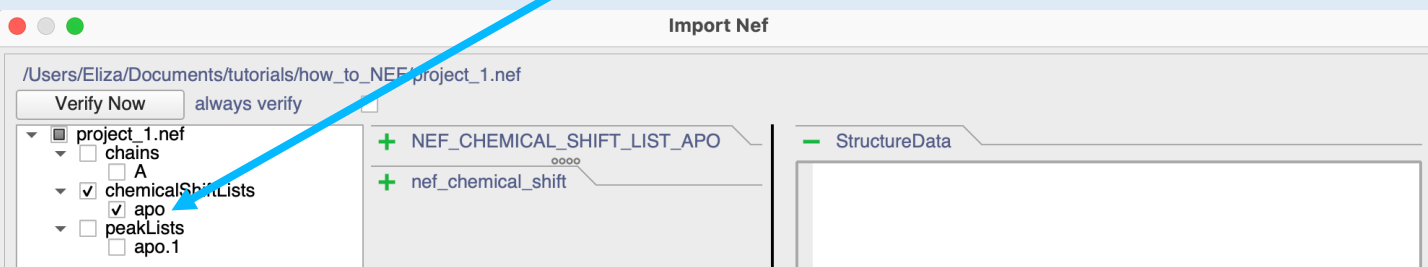 Import Nef
/Users/Eliza/Documents/tutorials/how_to_NEF/project_1.nef
Verify Now always verify
project_1.nef
chains
A
chemicalShiftLists
apo
peakLists
apo.1
NEF_CHEMICAL_SHIFT_LIST_APO
nef_chemical_shift
StructureData